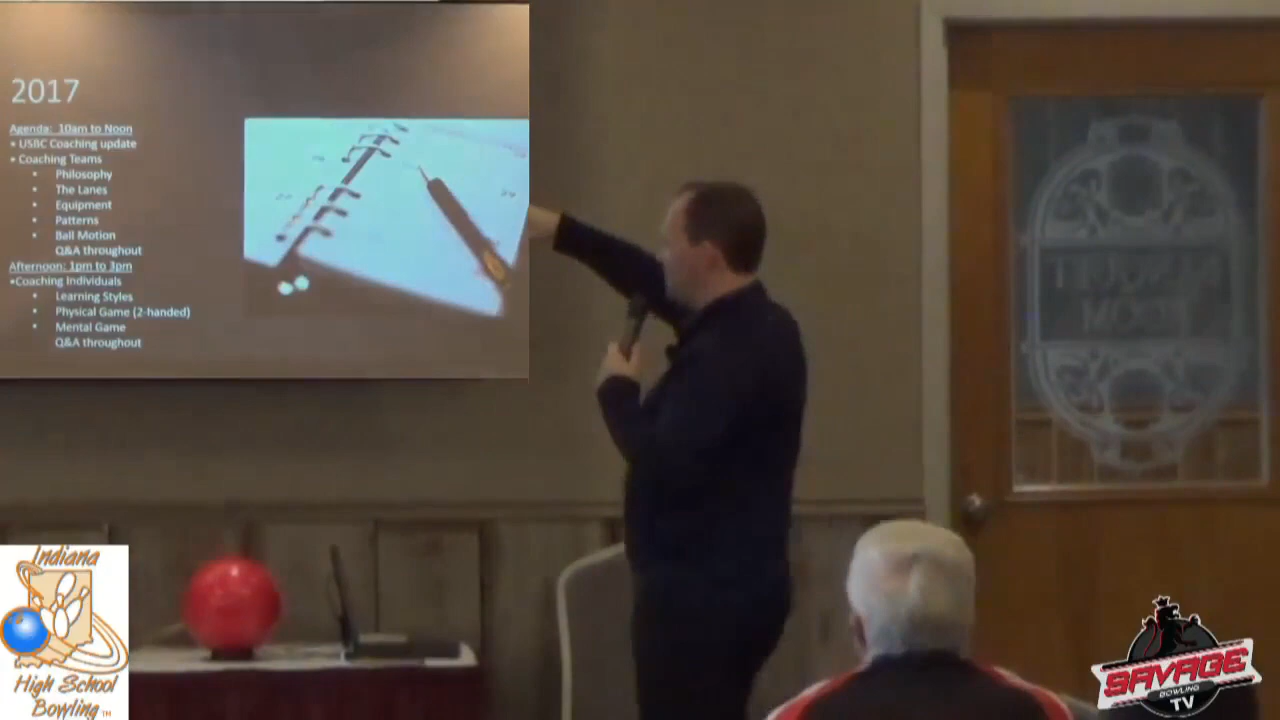 2017
Agenda: 10am to Noon
• USBC Coaching update
• Coaching Teams
• Philosophy
• The Lanes
• Equipment
• Patterns
• Ball Motion
Q&A throughout
Afternoon: 1pm to 3pm
•Coaching Individuals
• Learning Styles
• Physical Game (2-handed)
• Mental Game
Q&A throughout
MOON
Indiana
High School
Bowling™
SAVAGE
BOWLING
TV